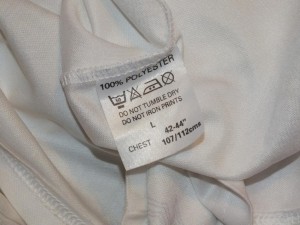 100% POLYESTER
DO NOT TUMBLE DRY
DO NOT IRON PRINTS
L 42-44"
CHEST 107/112cms